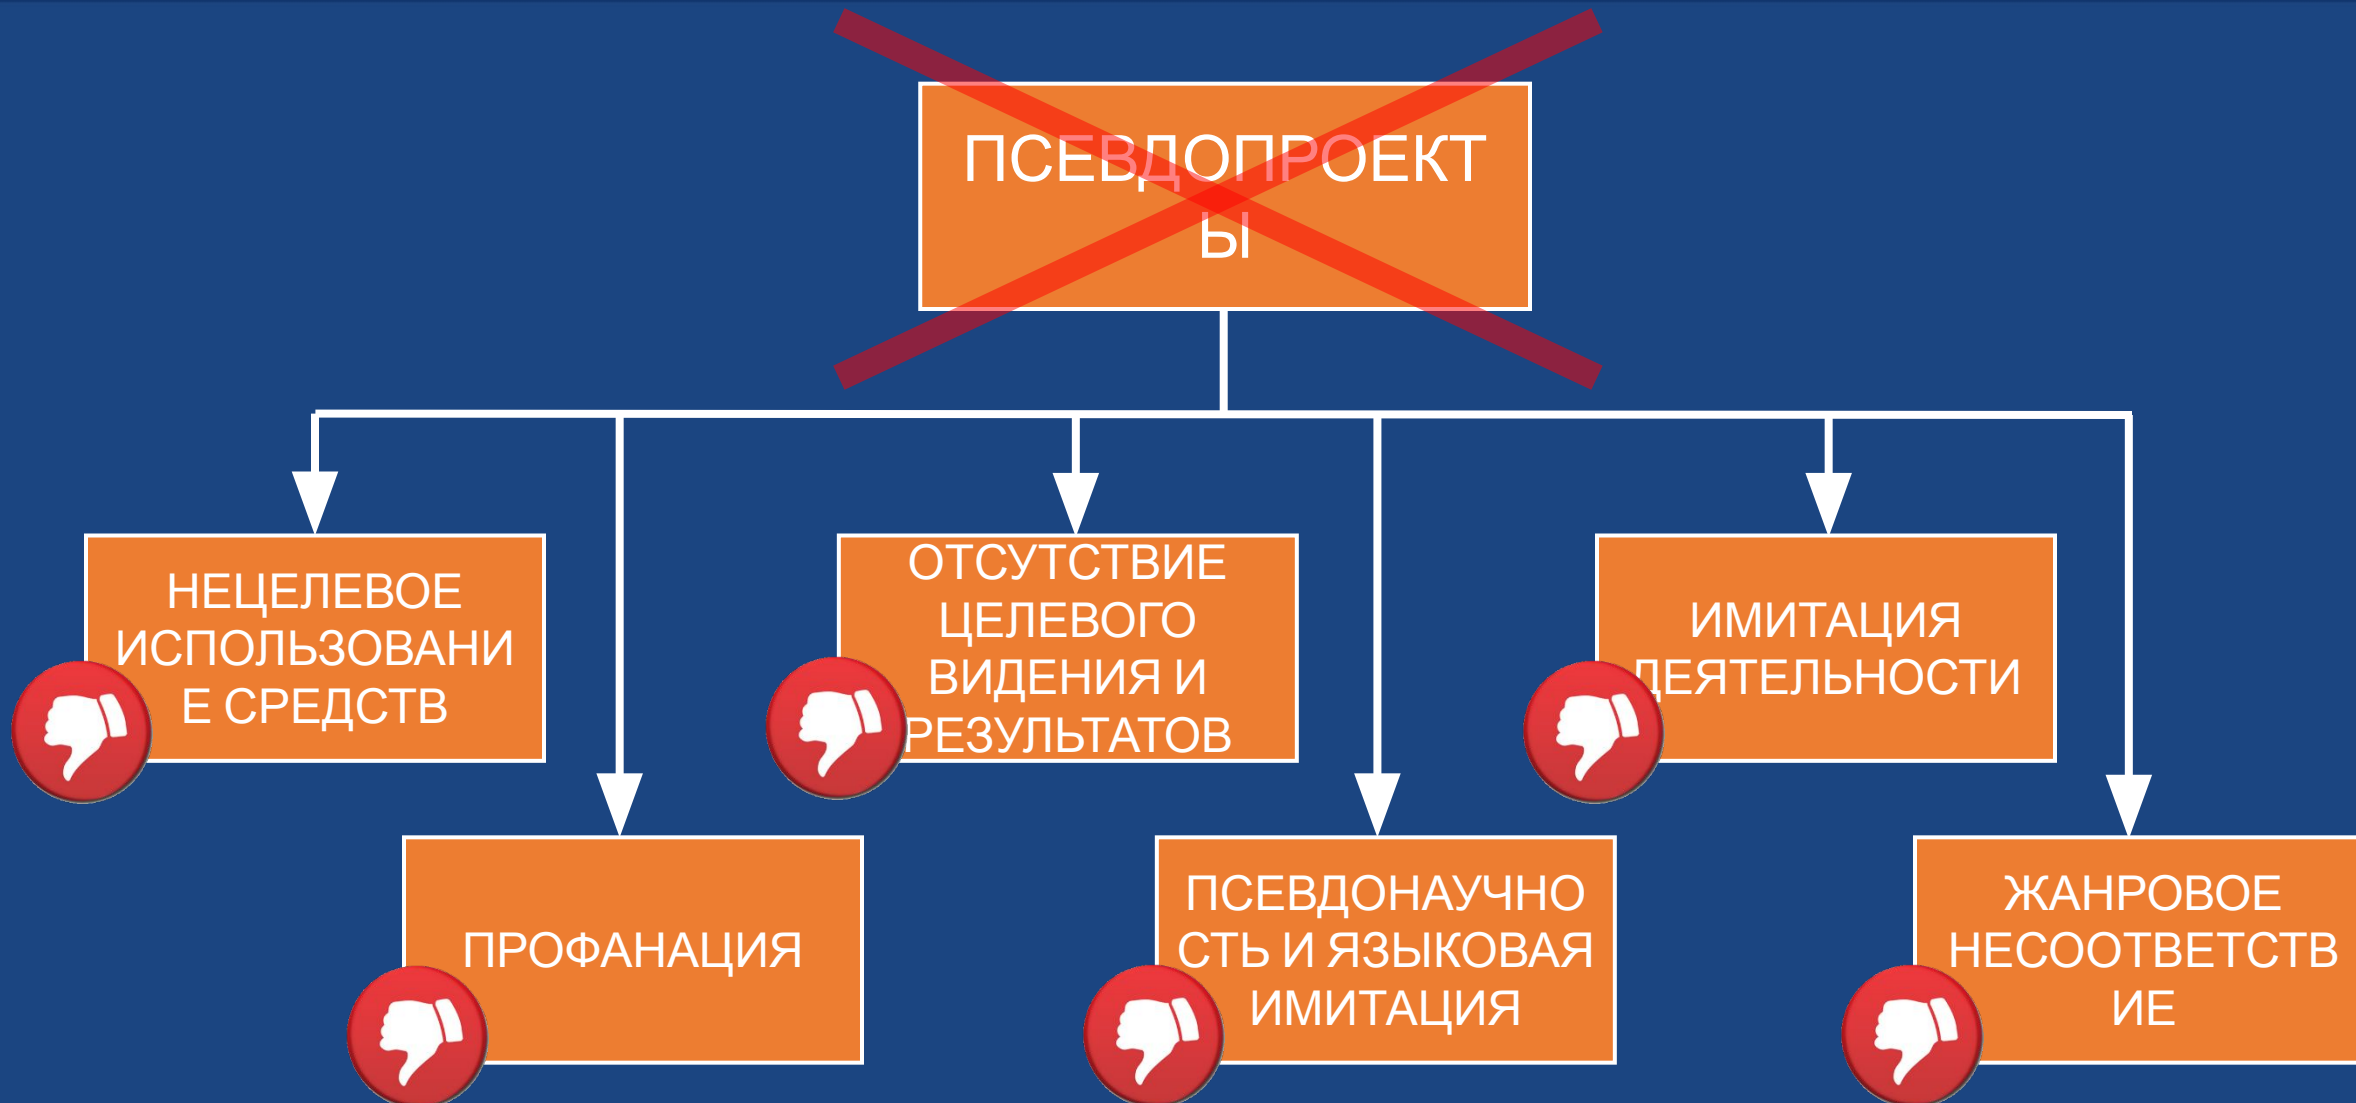 ПСЕВДОПРОЕКТ
Ы
НЕЦЕЛЕВОЕ
ИСПОЛЬЗОВАНИ
Е СРЕДСТВ
ОТСУТСТВИЕ
ЦЕЛЕВОГО
ВИДЕНИЯ И
РЕЗУЛЬТАТОВ
ИМИТАЦИЯ
ДЕЯТЕЛЬНОСТИ
ПРОФАНАЦИЯ
ПСЕВДОНАУЧНО
СТЬ И ЯЗЫКОВАЯ
ИМИТАЦИЯ
ЖАНРОВОЕ
НЕСООТВЕТСТВ
ИЕ